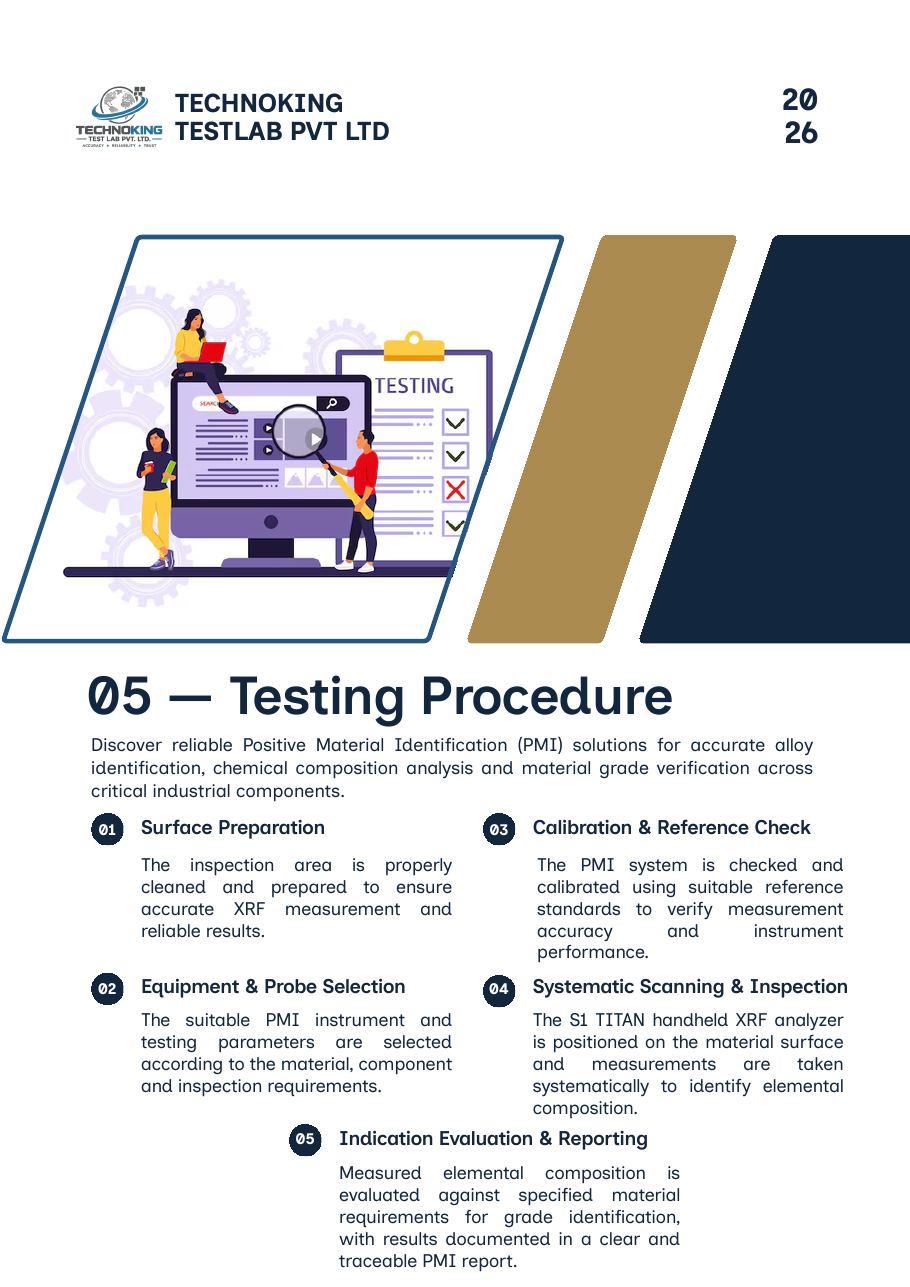 TECHNOKING
TEST LAB PVT. LTD.
ACCURACY • RELIABILITY • TRUST
TECHNOKING
TESTLAB PVT LTD
20
26
SEARCH
TESTING
05 — Testing Procedure
Discover reliable Positive Material Identification (PMI) solutions for accurate alloy
identification, chemical composition analysis and material grade verification across
critical industrial components.
01 Surface Preparation
The inspection area is properly
cleaned and prepared to ensure
accurate XRF measurement and
reliable results.
02 Equipment & Probe Selection
The suitable PMI instrument and
testing parameters are selected
according to the material, component
and inspection requirements.
03 Calibration & Reference Check
The PMI system is checked and
calibrated using suitable reference
standards to verify measurement
accuracy and instrument
performance.
04 Systematic Scanning & Inspection
The S1 TITAN handheld XRF analyzer
is positioned on the material surface
and measurements are taken
systematically to identify elemental
composition.
05 Indication Evaluation & Reporting
Measured elemental composition is
evaluated against specified material
requirements for grade identification,
with results documented in a clear and
traceable PMI report.